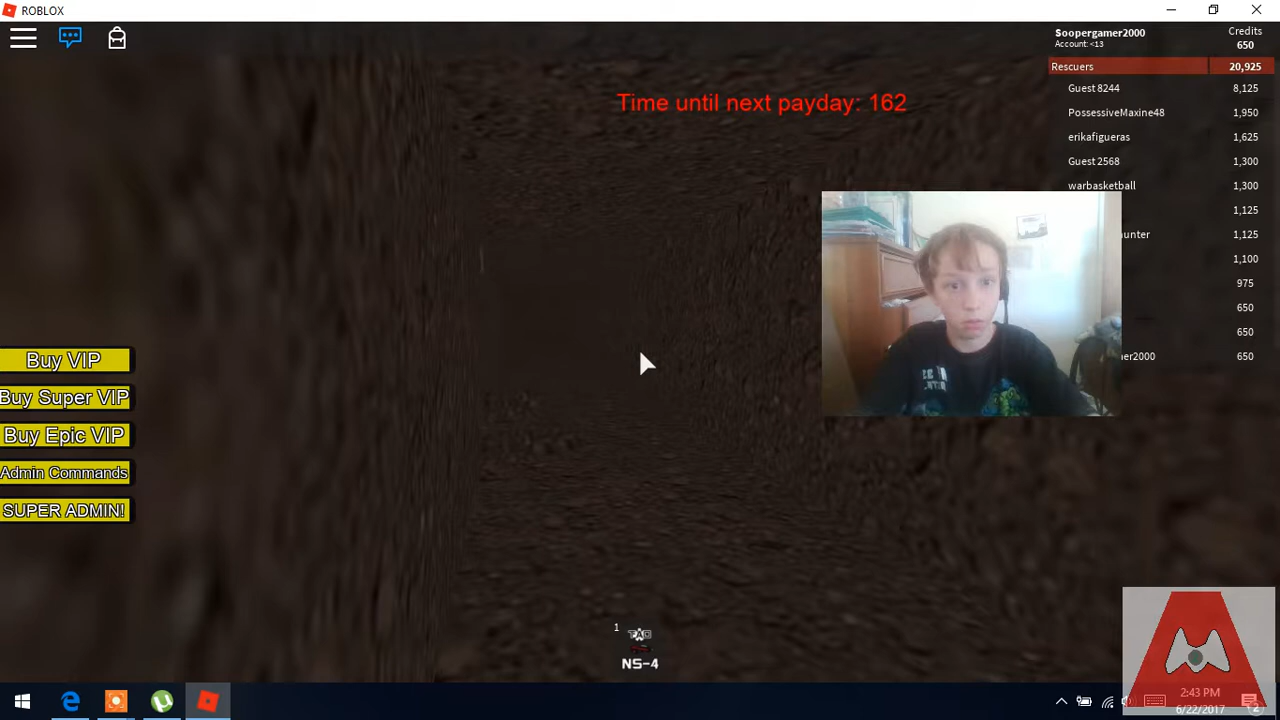 ROBLOX
Soopergamer2000
Account: <13
Credits
650
Rescuers 20,925
Time until next payday: 162
Guest 8244 8,125
PossessiveMaxine48 1,950
erikafigueras 1,625
Guest 2568 1,300
warbasketball 1,300
1,125
unter 1,125
1,100
975
650
650
er2000 650
Buy VIP
Buy Super VIP
Buy Epic VIP
Admin Commands
SUPER ADMIN!
1
NS-4
2:43 PM
6/22/2017
2